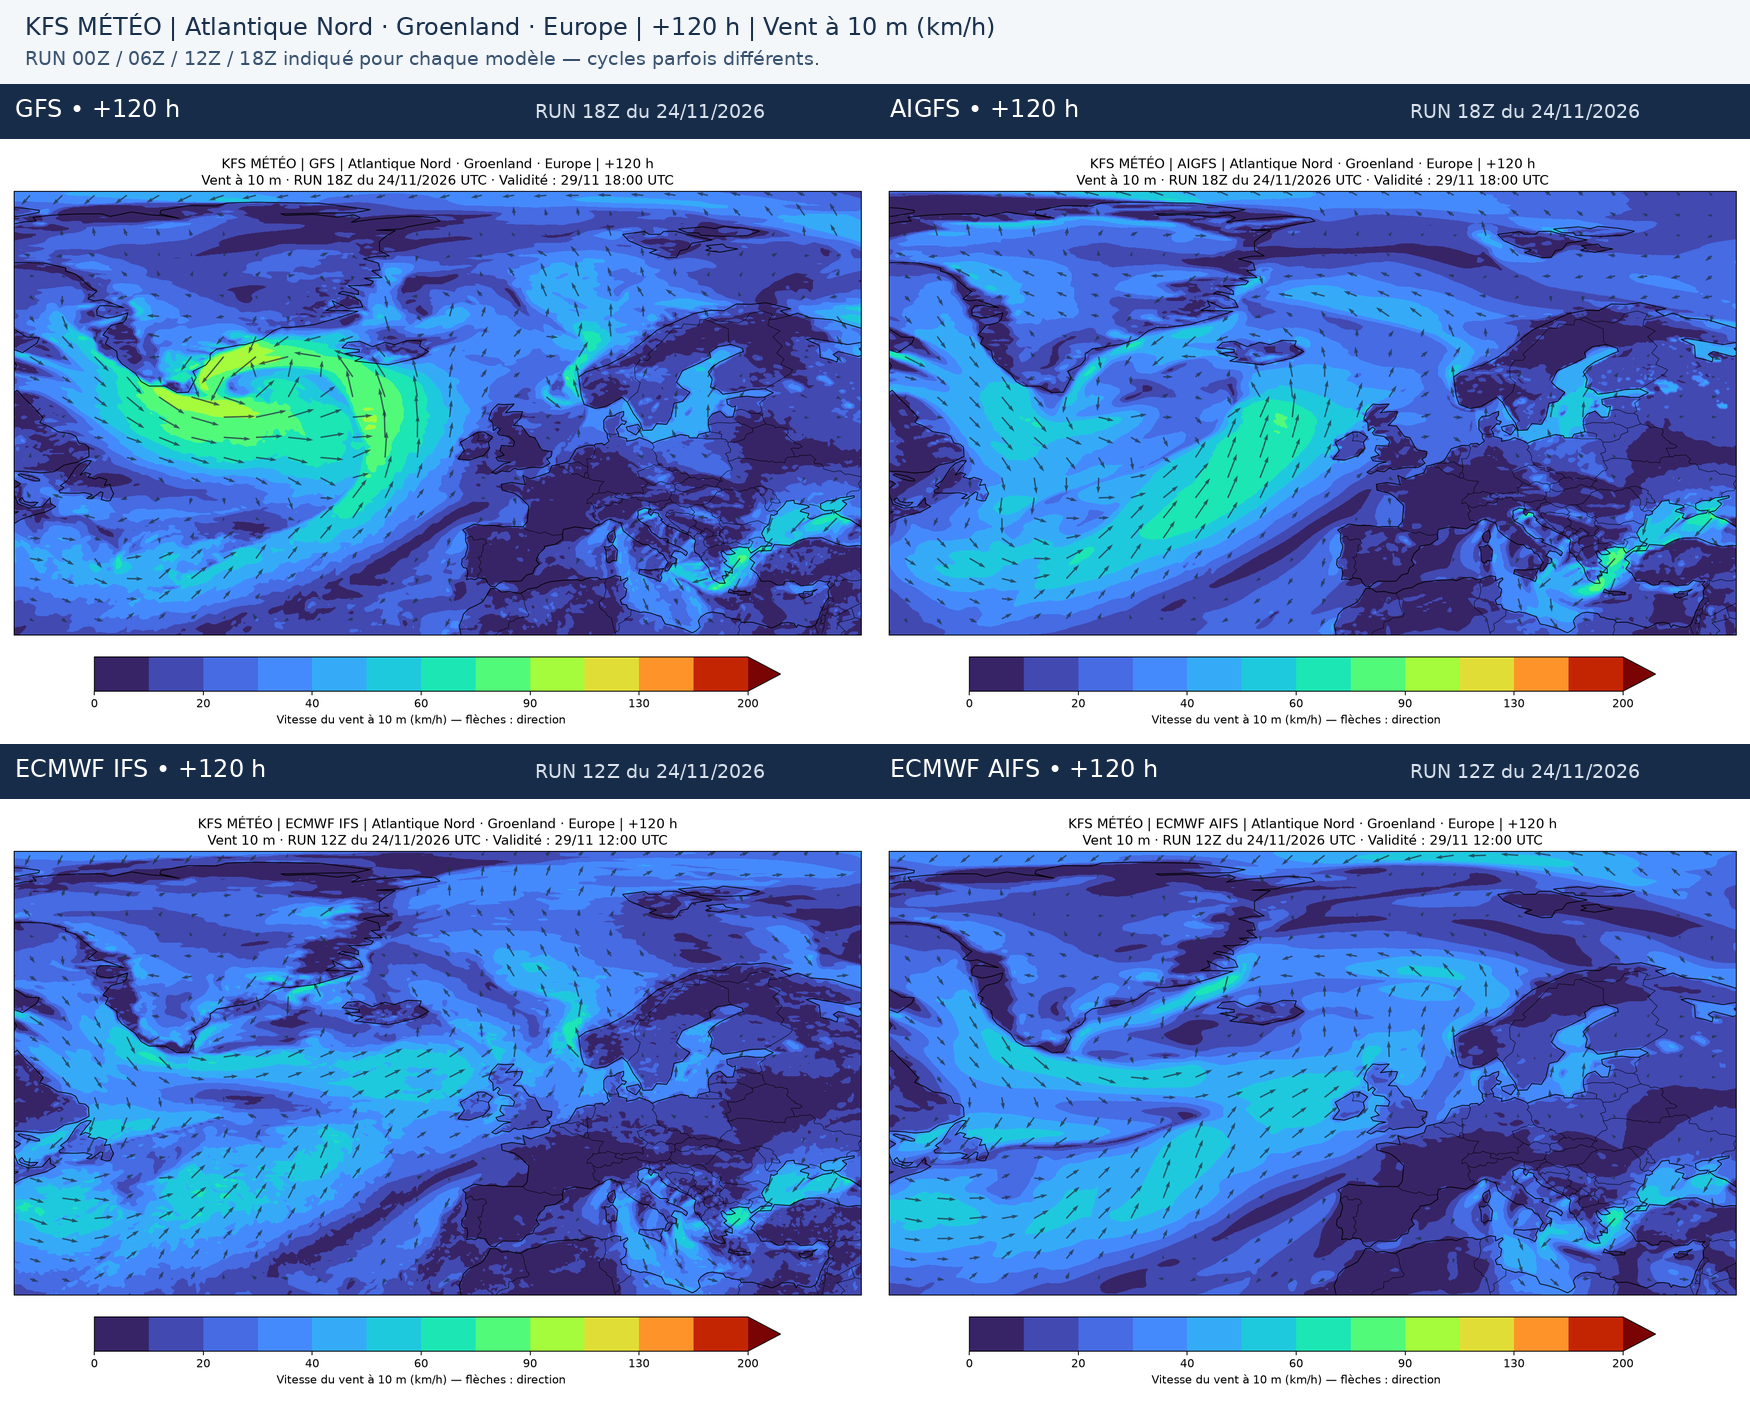 KFS MÉTÉO | Atlantique Nord · Groenland · Europe | +120 h | Vent à 10 m (km/h)
RUN 00Z / 06Z / 12Z / 18Z indiqué pour chaque modèle — cycles parfois différents.
GFS • +120 h
RUN 18Z du 24/11/2026
AIGFS • +120 h
RUN 18Z du 24/11/2026
KFS MÉTÉO | GFS | Atlantique Nord · Groenland · Europe | +120 h
Vent à 10 m · RUN 18Z du 24/11/2026 UTC · Validité : 29/11 18:00 UTC
KFS MÉTÉO | AIGFS | Atlantique Nord · Groenland · Europe | +120 h
Vent à 10 m · RUN 18Z du 24/11/2026 UTC · Validité : 29/11 18:00 UTC
0 20 40 60 90 130 200
Vitesse du vent à 10 m (km/h) — flèches : direction
0 20 40 60 90 130 200
Vitesse du vent à 10 m (km/h) — flèches : direction
ECMWF IFS • +120 h
RUN 12Z du 24/11/2026
ECMWF AIFS • +120 h
RUN 12Z du 24/11/2026
KFS MÉTÉO | ECMWF IFS | Atlantique Nord · Groenland · Europe | +120 h
Vent 10 m · RUN 12Z du 24/11/2026 UTC · Validité : 29/11 12:00 UTC
KFS MÉTÉO | ECMWF AIFS | Atlantique Nord · Groenland · Europe | +120 h
Vent 10 m · RUN 12Z du 24/11/2026 UTC · Validité : 29/11 12:00 UTC
0 20 40 60 90 130 200
Vitesse du vent à 10 m (km/h) — flèches : direction
0 20 40 60 90 130 200
Vitesse du vent à 10 m (km/h) — flèches : direction